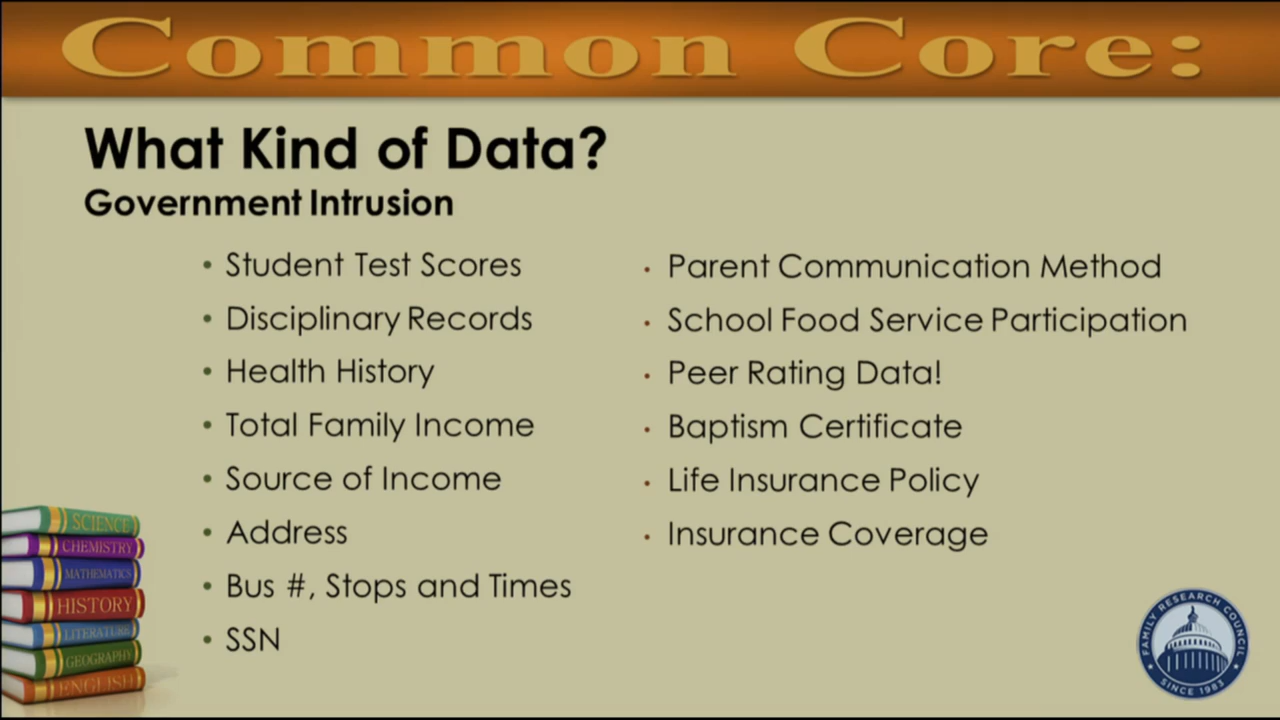 Common Core:
What Kind of Data?
Government Intrusion
• Student Test Scores
• Disciplinary Records
• Health History
• Total Family Income
• Source of Income
• Address
• Bus #, Stops and Times
• SSN
• Parent Communication Method
• School Food Service Participation
• Peer Rating Data!
• Baptism Certificate
• Life Insurance Policy
• Insurance Coverage
SCIENCE
CHEMISTRY
MATHEMATICS
HISTORY
LITERATURE
GEOGRAPHY
ENGLISH
FAMILY RESEARCH COUNCIL
SINCE 1983